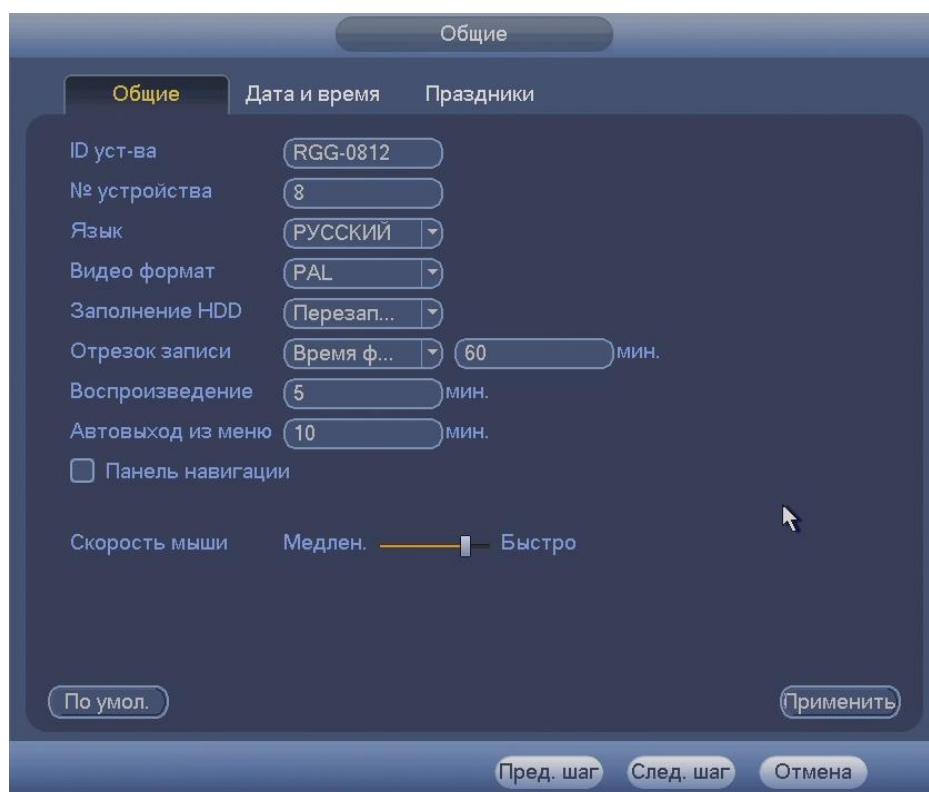 Общие
Общие Дата и время Праздники
ID уст-ва RGG-0812
№ устройства 8
Язык РУССКИЙ
Видео формат PAL
Заполнение HDD Перезап...
Отрезок записи Время ф... 60 мин.
Воспроизведение 5 мин.
Автовыход из меню 10 мин.
Панель навигации
Скорость мыши Медлен. Быстро
По умол. Применить
Пред. шаг След. шаг Отмена